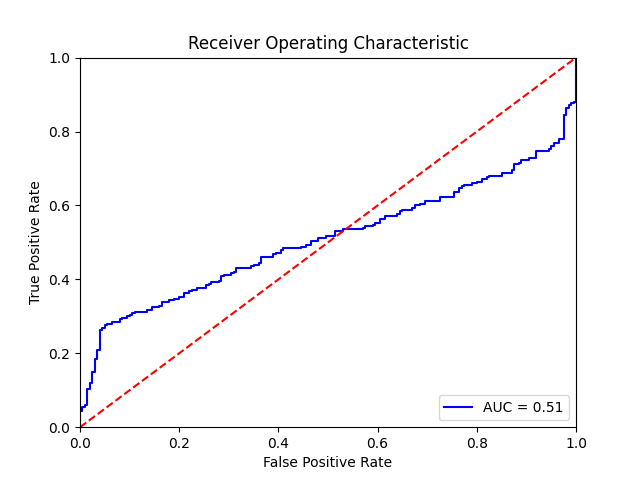 Receiver Operating Characteristic
True Positive Rate
1.0
0.8
0.6
0.4
0.2
0.0
AUC = 0.51
0.0 0.2 0.4 0.6 0.8 1.0
False Positive Rate